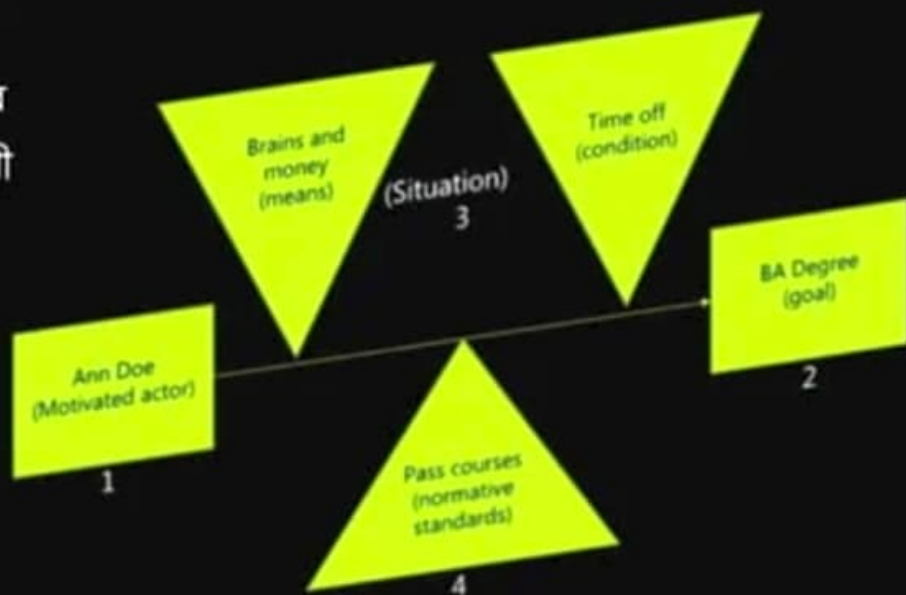 Brains and
money
(means)
Time off
(condition)
(Situation)
3
BA Degree
(goal)
2
Ann Doe
(Motivated actor)
1
Pass courses
(normative
standards)
4